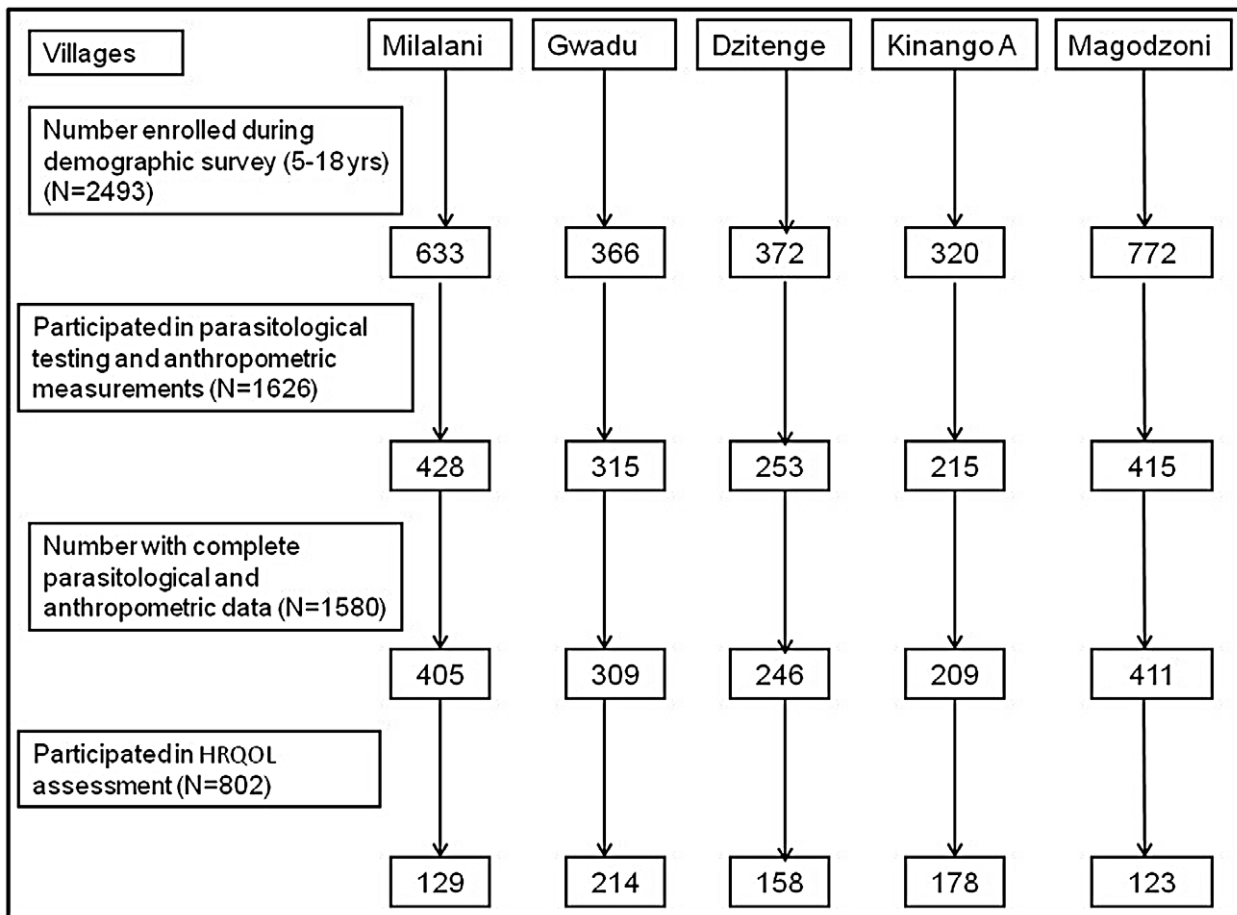 Villages
Milalani
Gwadu
Dzitenge
Kinango A
Magodzoni
Number enrolled during
demographic survey (5-18 yrs)
(N=2493)
633
366
372
320
772
Participated in parasitological
testing and anthropometric
measurements (N=1626)
428
315
253
215
415
Number with complete
parasitological and
anthropometric data (N=1580)
405
309
246
209
411
Participated in HRQOL
assessment (N=802)
129
214
158
178
123